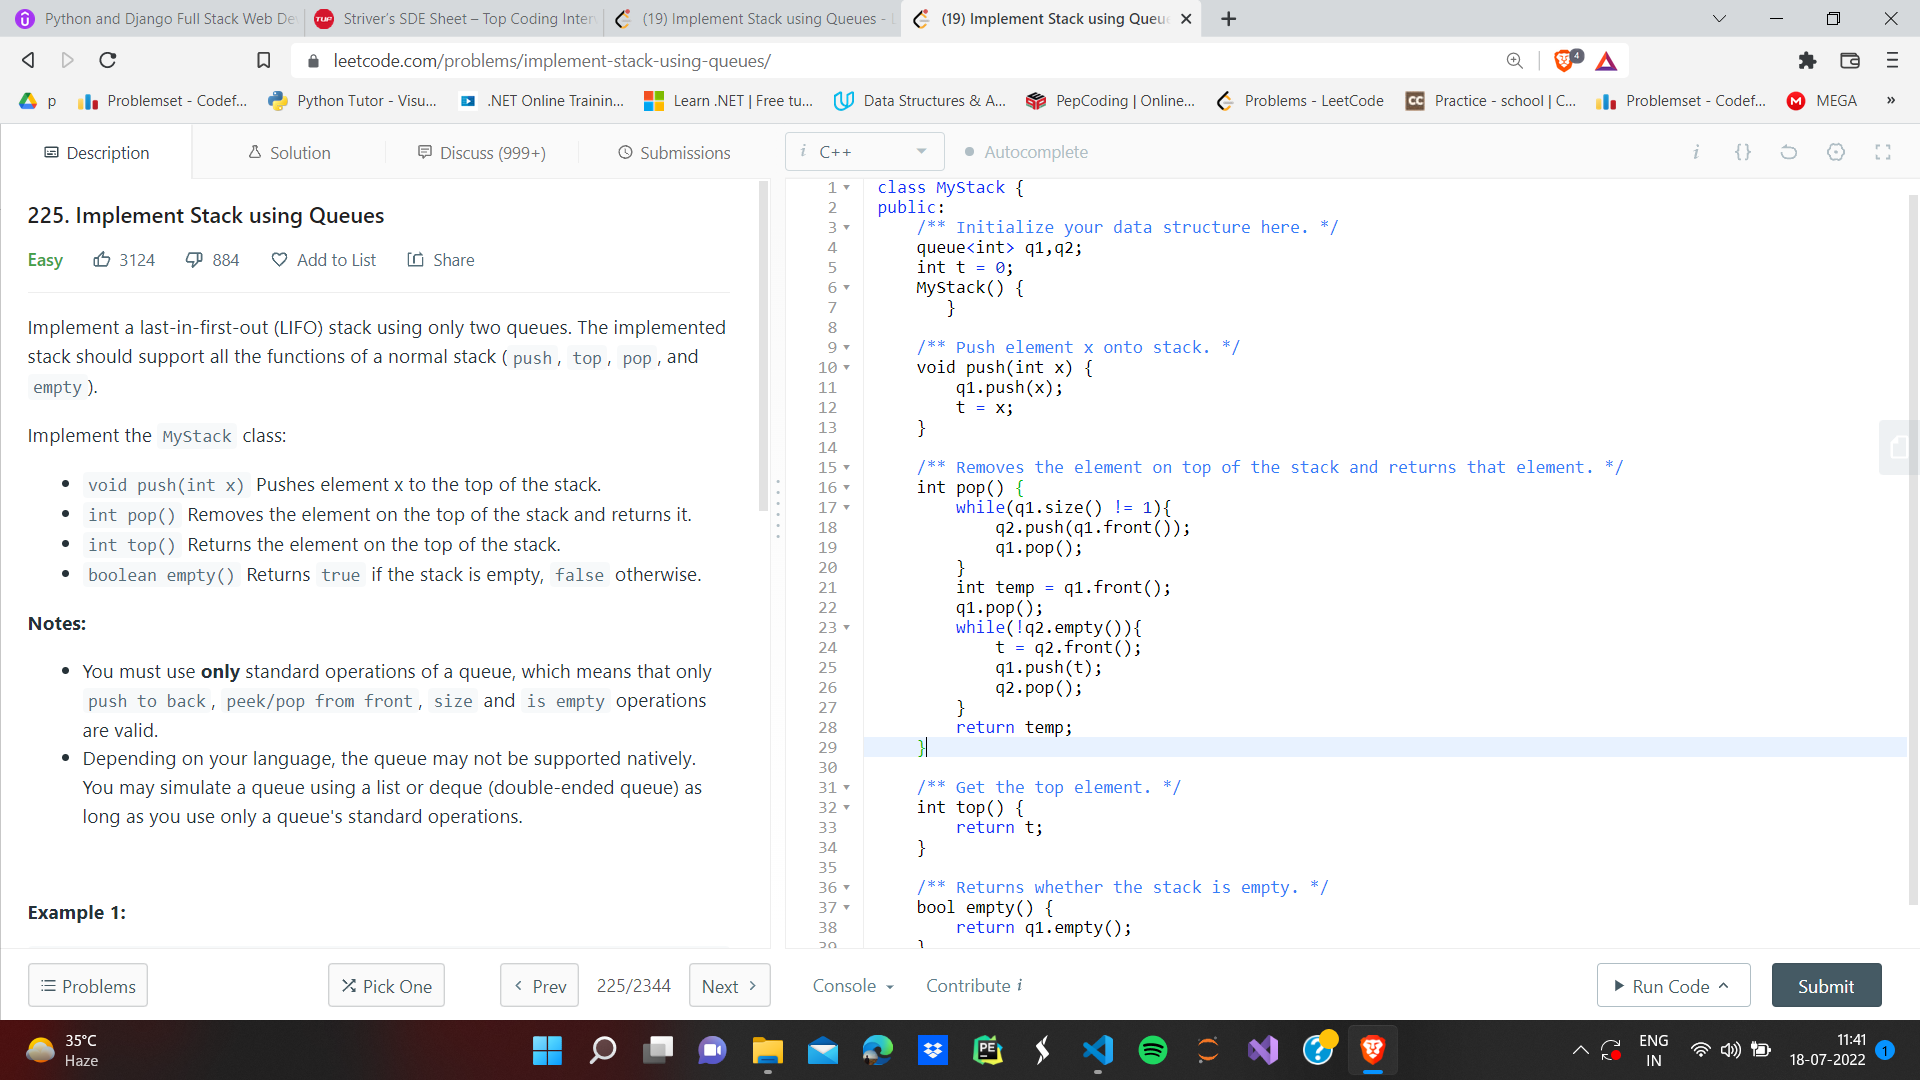 Python and Django Full Stack Web De
TUF Striver's SDE Sheet – Top Coding Inter
(19) Implement Stack using Queues - L
(19) Implement Stack using Queu
leetcode.com/problems/implement-stack-using-queues/
4
p
Problemset - Codef...
Python Tutor - Visu...
.NET Online Trainin...
Learn .NET | Free tu...
Data Structures & A...
PepCoding | Online...
Problems - LeetCode
CC Practice - school | C...
Problemset - Codef...
M MEGA
»
Description
Solution
Discuss (999+)
Submissions
i C++
Autocomplete
i {}
225. Implement Stack using Queues
Easy 3124 884 Add to List Share
Implement a last-in-first-out (LIFO) stack using only two queues. The implemented
stack should support all the functions of a normal stack ( push , top , pop , and
empty ).
Implement the MyStack class:
• void push(int x) Pushes element x to the top of the stack.
• int pop() Removes the element on the top of the stack and returns it.
• int top() Returns the element on the top of the stack.
• boolean empty() Returns true if the stack is empty, false otherwise.
Notes:
• You must use only standard operations of a queue, which means that only
push to back , peek/pop from front , size and is empty operations
are valid.
• Depending on your language, the queue may not be supported natively.
You may simulate a queue using a list or deque (double-ended queue) as
long as you use only a queue's standard operations.
Example 1:
1 class MyStack {
2 public:
3 /** Initialize your data structure here. */
4 queue<int> q1,q2;
5 int t = 0;
6 MyStack() {
7 }
8
9 /** Push element x onto stack. */
10 void push(int x) {
11 q1.push(x);
12 t = x;
13 }
14
15 /** Removes the element on top of the stack and returns that element. */
16 int pop() {
17 while(q1.size() != 1){
18 q2.push(q1.front());
19 q1.pop();
20 }
21 int temp = q1.front();
22 q1.pop();
23 while(!q2.empty()){
24 t = q2.front();
25 q1.push(t);
26 q2.pop();
27 }
28 return temp;
29 }
30
31 /** Get the top element. */
32 int top() {
33 return t;
34 }
35
36 /** Returns whether the stack is empty. */
37 bool empty() {
38 return q1.empty();
39 }
Problems
Pick One
Prev
225/2344
Next
Console
Contribute i
Run Code
Submit
35°C
Haze
PE
ENG
IN
11:41
18-07-2022
1